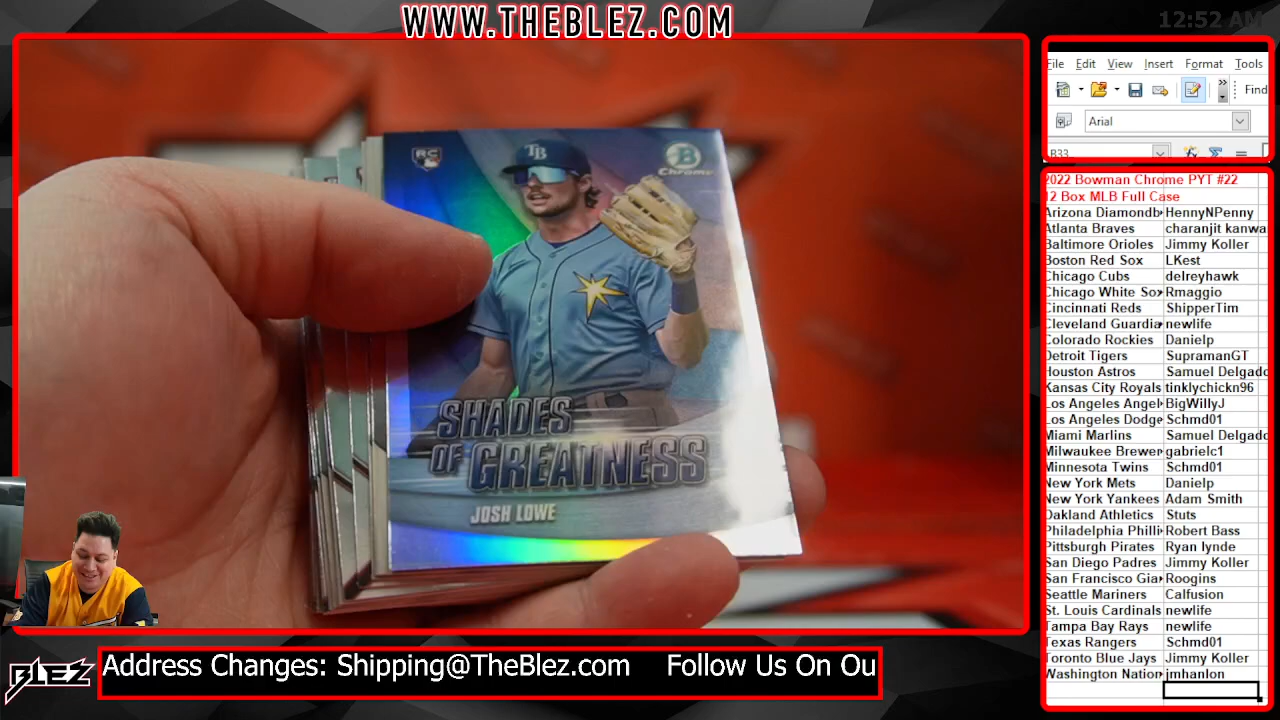 WWW.THEBLEZ.COM
12:52 AM
RC
TB
B
Chrome
SHADES
OF GREATNESS
JOSH LOWE
File Edit View Insert Format Tools
Find
Arial
B33
2022 Bowman Chrome PYT #22
12 Box MLB Full Case
Arizona Diamondb HennyNPenny
Atlanta Braves charanjit kanwa
Baltimore Orioles Jimmy Koller
Boston Red Sox LKest
Chicago Cubs delreyhawk
Chicago White Sox Rmaggio
Cincinnati Reds ShipperTim
Cleveland Guardia newlife
Colorado Rockies Danielp
Detroit Tigers SupramanGT
Houston Astros Samuel Delgado
Kansas City Royals tinklychickn96
Los Angeles Angel BigWillyJ
Los Angeles Dodge Schmd01
Miami Marlins Samuel Delgado
Milwaukee Brewer gabrielc1
Minnesota Twins Schmd01
New York Mets Danielp
New York Yankees Adam Smith
Oakland Athletics Stuts
Philadelphia Philli Robert Bass
Pittsburgh Pirates Ryan lynde
San Diego Padres Jimmy Koller
San Francisco Gia Roogins
Seattle Mariners Calfusion
St. Louis Cardinals newlife
Tampa Bay Rays newlife
Texas Rangers Schmd01
Toronto Blue Jays Jimmy Koller
Washington Nation jmhanlon
BLEZ
Address Changes: Shipping@TheBlez.com Follow Us On Ou